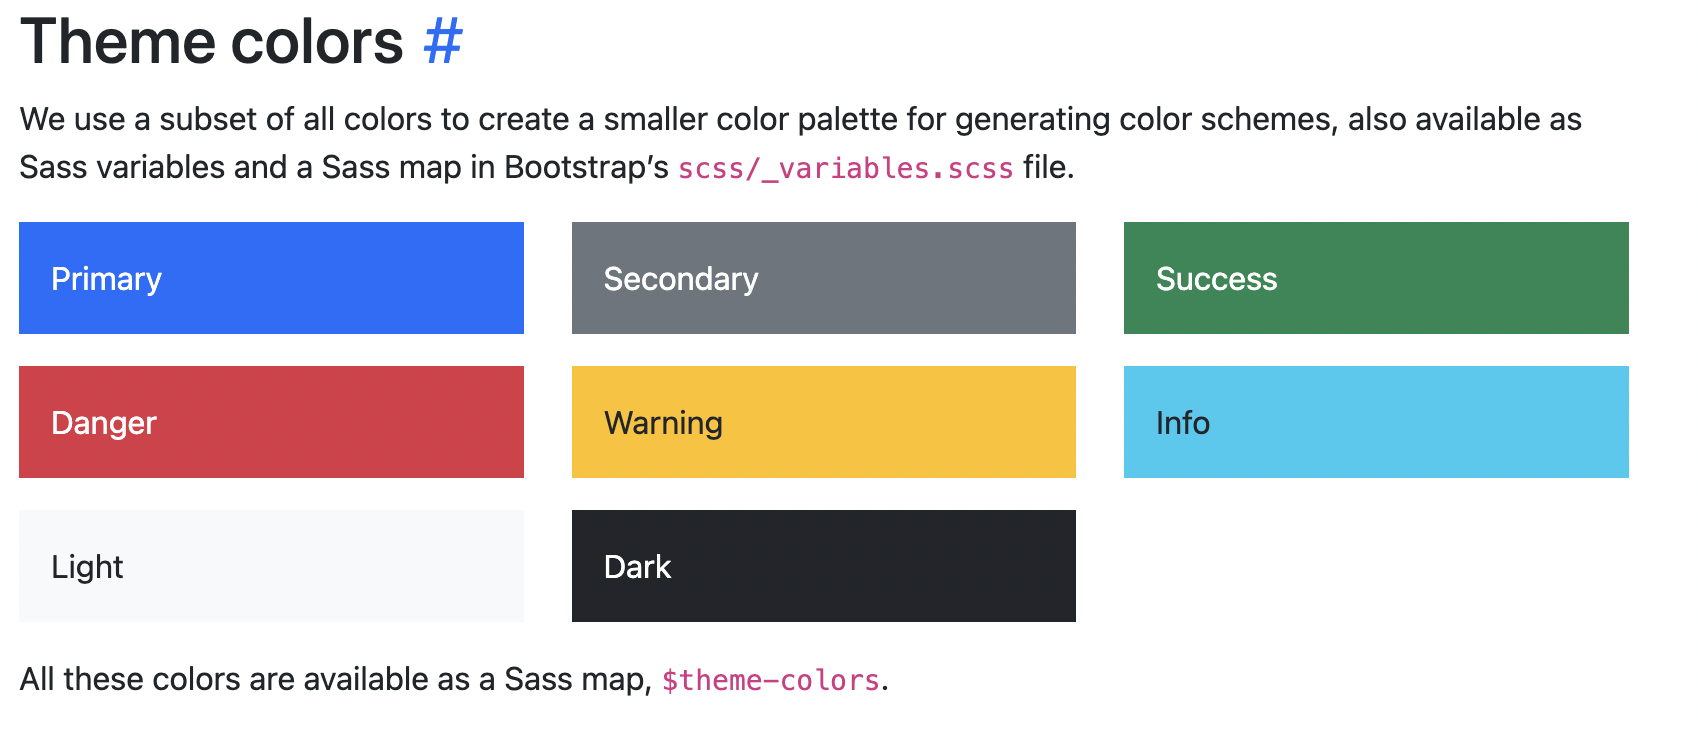 Theme colors #
We use a subset of all colors to create a smaller color palette for generating color schemes, also available as
Sass variables and a Sass map in Bootstrap’s scss/_variables.scss file.
Primary
Secondary
Success
Danger
Warning
Info
Light
Dark
All these colors are available as a Sass map, $theme-colors.